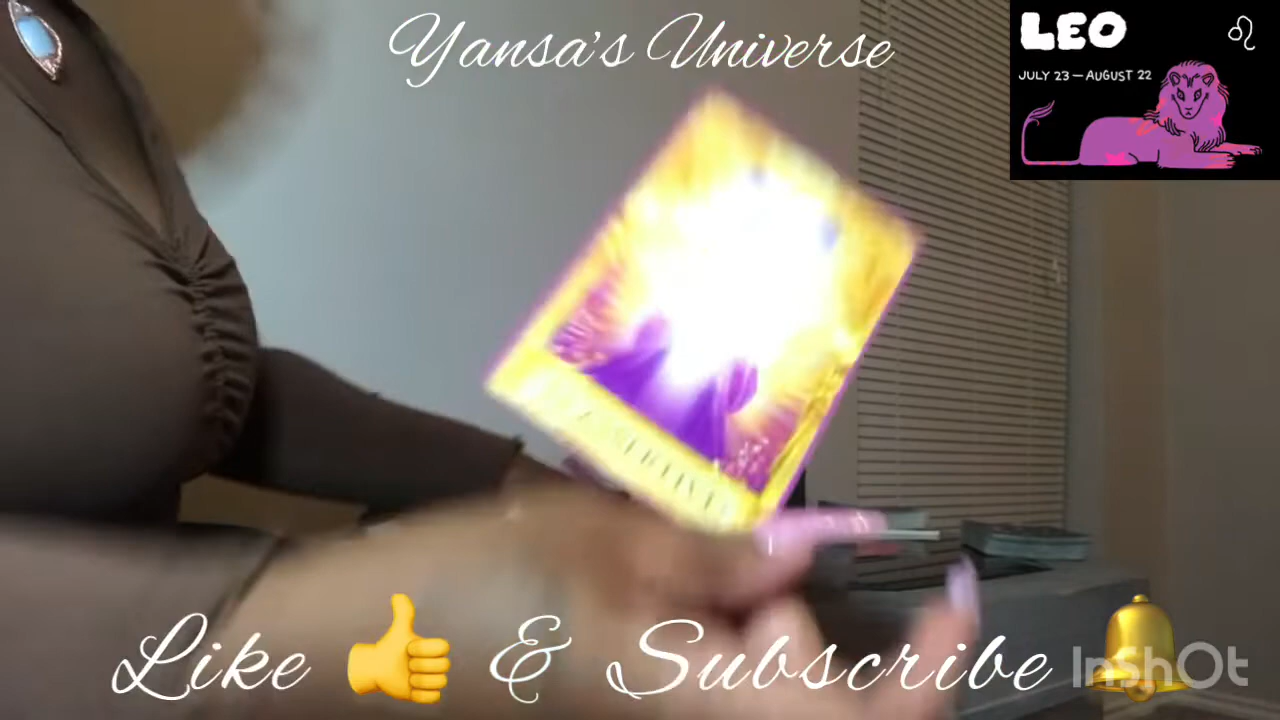 Yansa's Universe
LEO
♌
JULY 23 — AUGUST 22
Like 👍 & Subscribe 🔔
InShOt